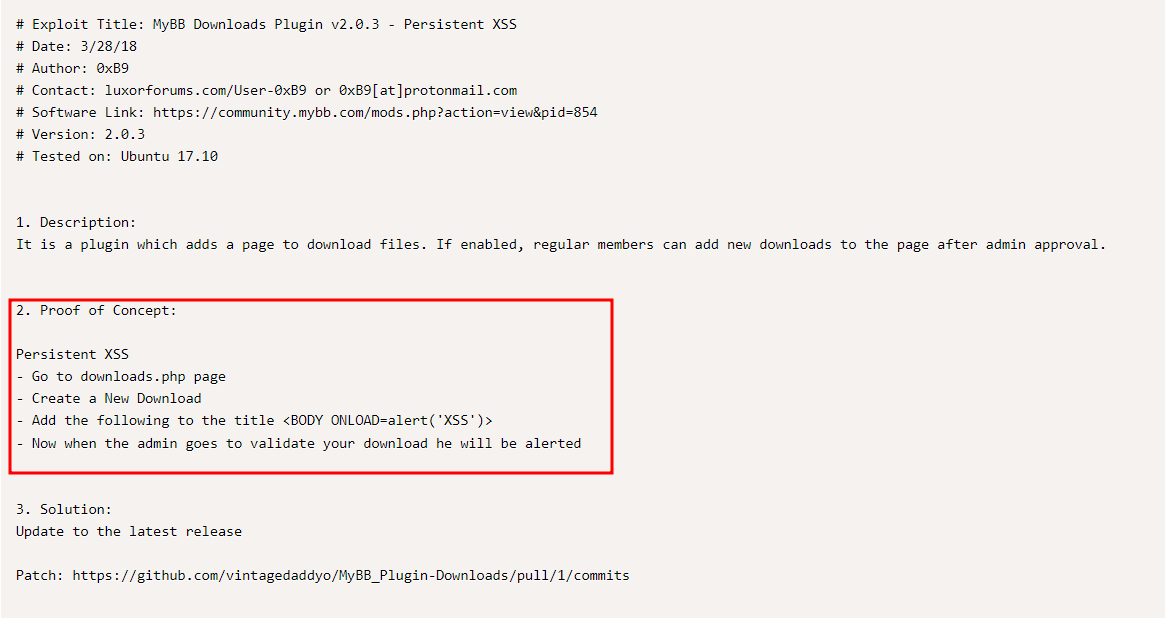 # Exploit Title: MyBB Downloads Plugin v2.0.3 - Persistent XSS
# Date: 3/28/18
# Author: 0xB9
# Contact: luxorforums.com/User-0xB9 or 0xB9[at]protonmail.com
# Software Link: https://community.mybb.com/mods.php?action=view&pid=854
# Version: 2.0.3
# Tested on: Ubuntu 17.10
1. Description:
It is a plugin which adds a page to download files. If enabled, regular members can add new downloads to the page after admin approval.
2. Proof of Concept:
Persistent XSS
- Go to downloads.php page
- Create a New Download
- Add the following to the title <BODY ONLOAD=alert('XSS')>
- Now when the admin goes to validate your download he will be alerted
3. Solution:
Update to the latest release
Patch: https://github.com/vintagedaddyo/MyBB_Plugin-Downloads/pull/1/commits